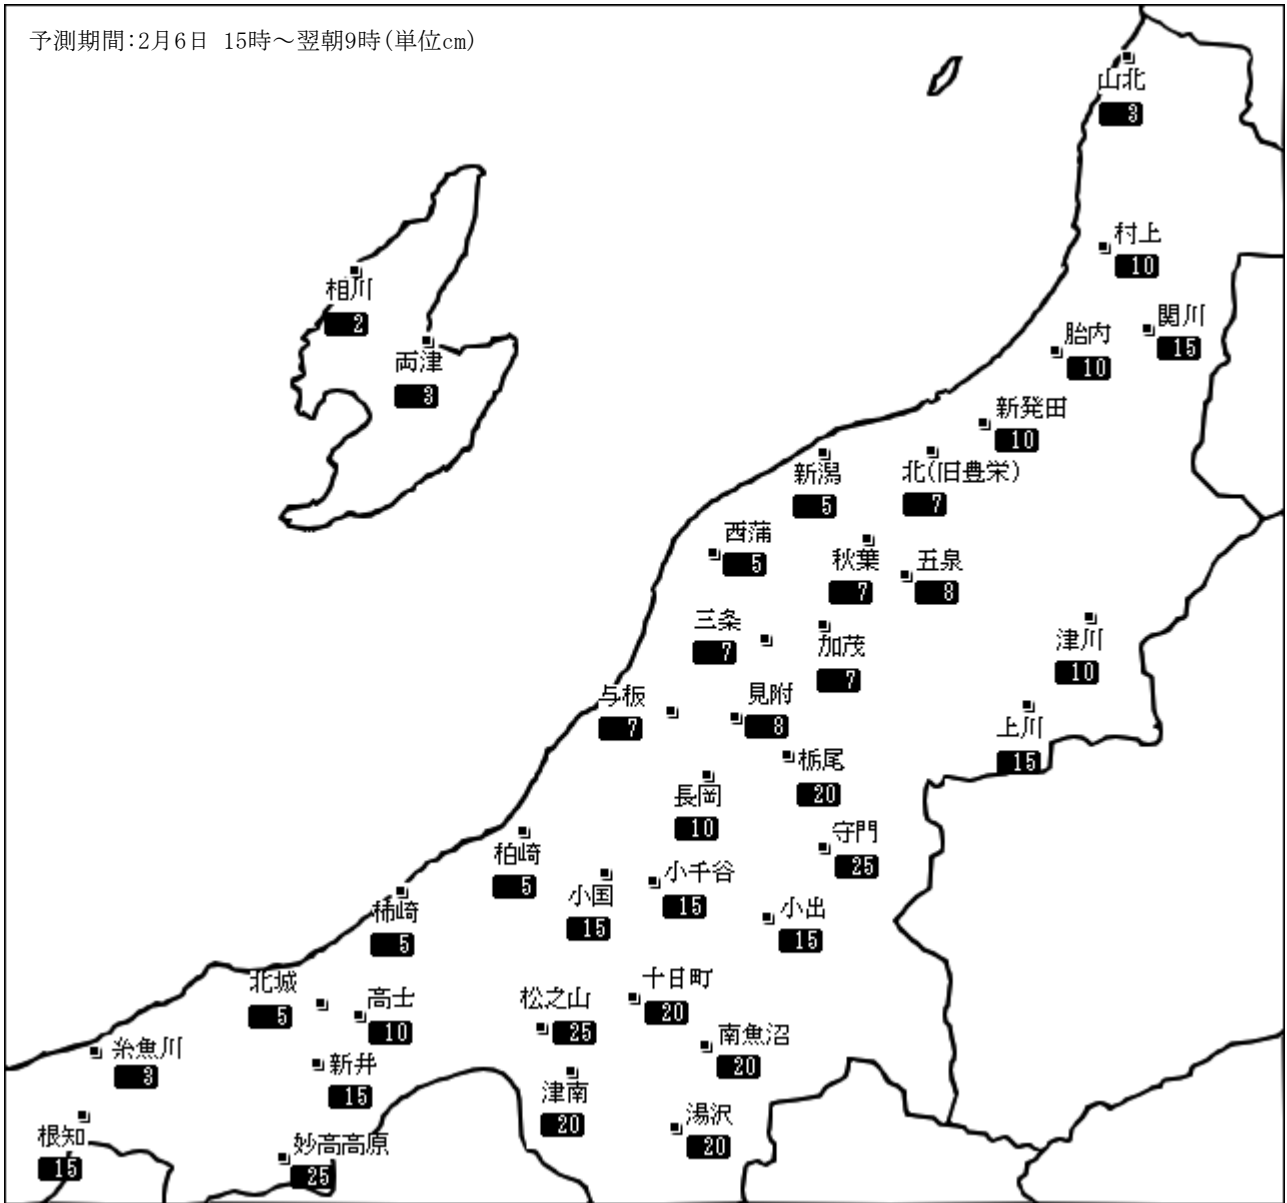 予測期間:2月6日 15時～翌朝9時(単位cm)
山北
3
村上
10
相川
2
関川
15
胎内
10
両津
3
新発田
10
新潟
5
北(旧豊栄)
7
西蒲
5
秋葉
7
五泉
8
三条
7
加茂
7
津川
10
与板
7
見附
8
上川
15
栃尾
20
長岡
10
守門
25
柏崎
5
小国
15
小千谷
15
小出
15
柿崎
5
北城
5
高士
10
松之山
25
十日町
20
南魚沼
20
糸魚川
3
新井
15
津南
20
湯沢
20
根知
15
妙高高原
25